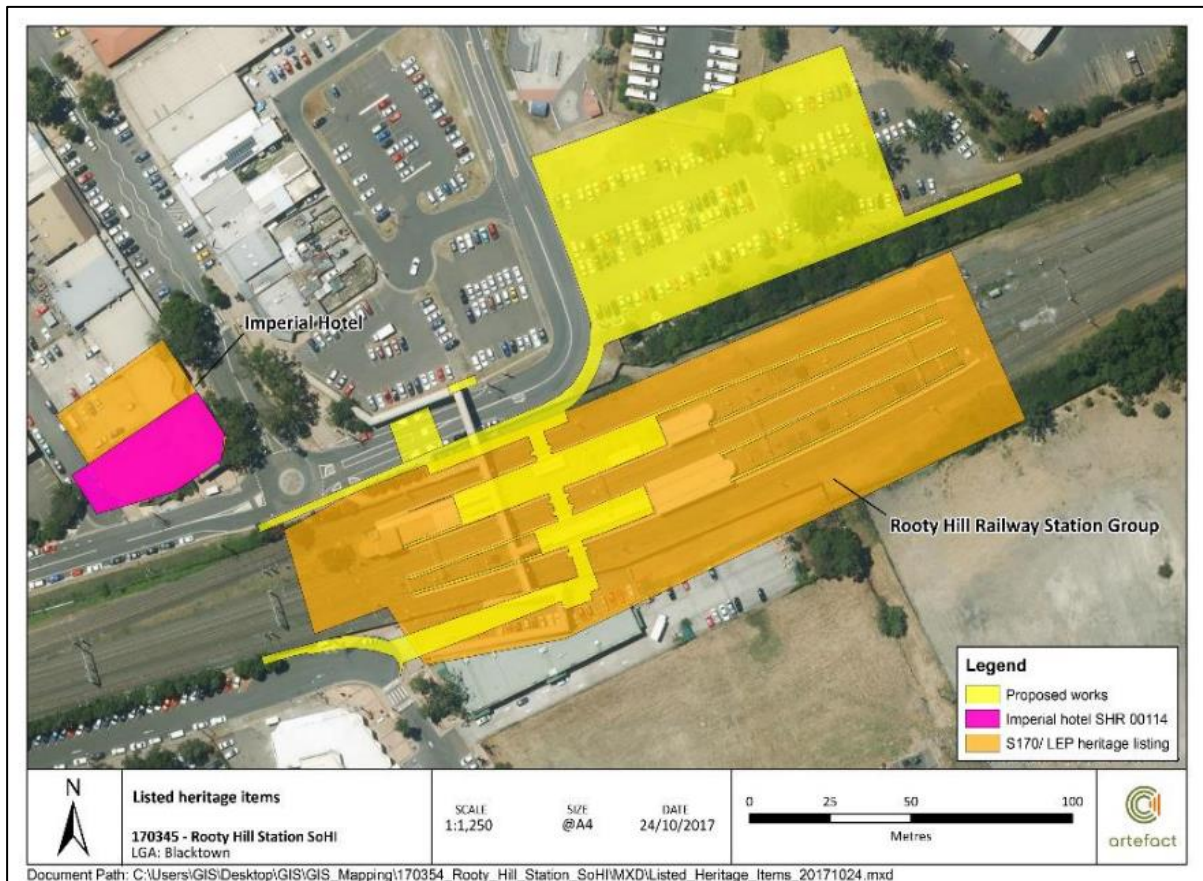 Imperial Hotel
Rooty Hill Railway Station Group
Legend
Proposed works
Imperial hotel SHR 00114
S170/ LEP heritage listing
N
Listed heritage items
170345 - Rooty Hill Station SoHI
LGA: Blacktown
SCALE
1:1,250
SIZE
@A4
DATE
24/10/2017
0 25 50 100
Metres
artefact
Document Path: C:\Users\GIS\Desktop\GIS\GIS_Mapping\170354_Rooty_Hill_Station_SoHI\MXD\Listed_Heritage_Items_20171024.mxd